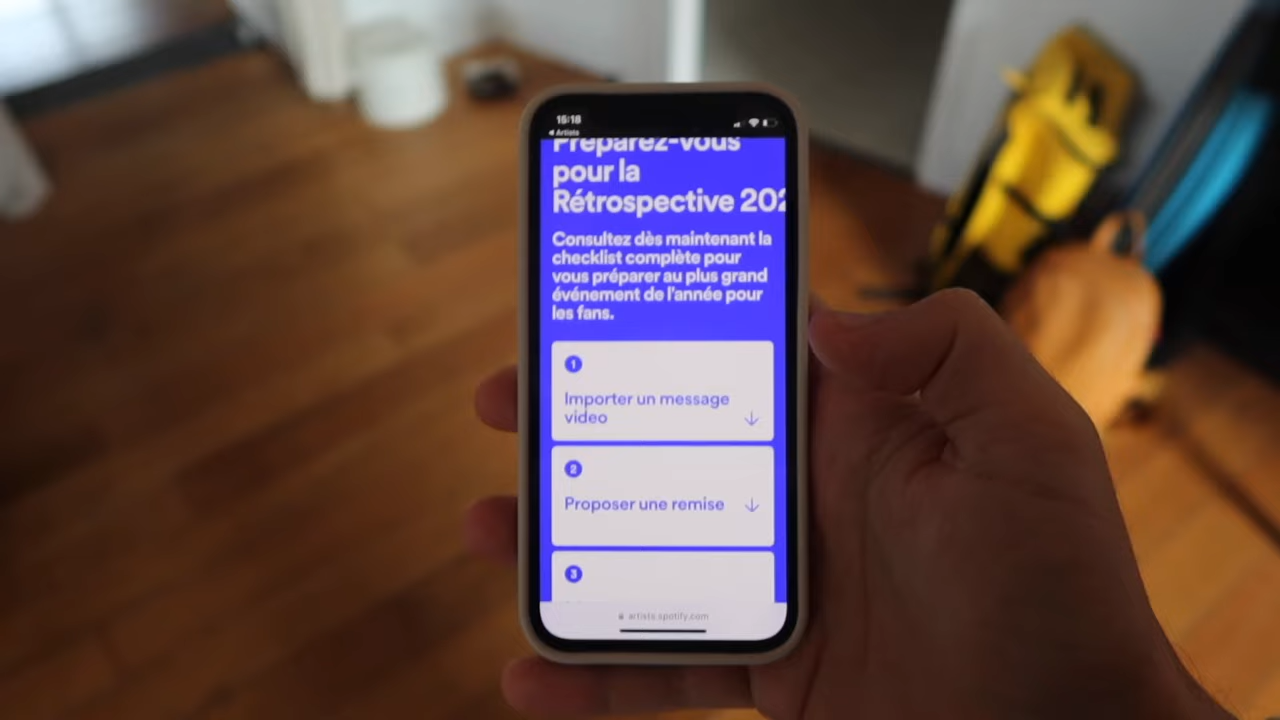 15:18
◀ Artists
Préparez-vous
pour la
Rétrospective 202
Consultez dès maintenant la
checklist complète pour
vous préparer au plus grand
événement de l'année pour
les fans.
1
Importer un message
video
2
Proposer une remise
3
artists.spotify.com